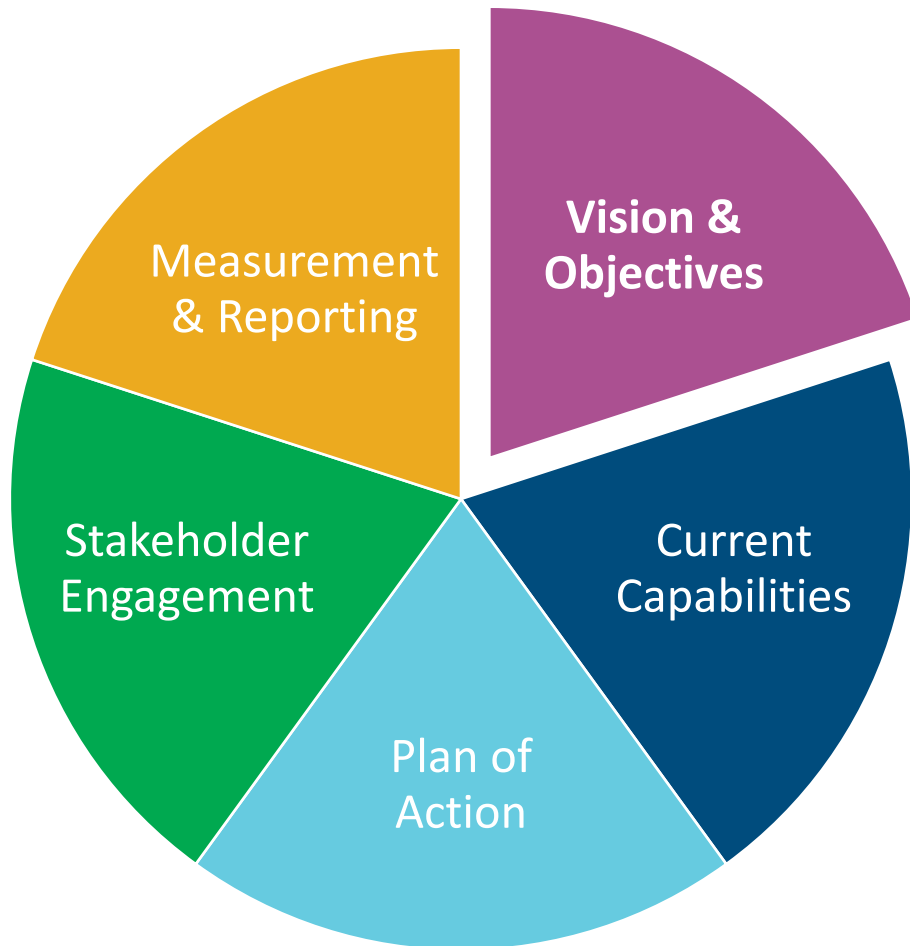 Vision &
Objectives
Current
Capabilities
Plan of
Action
Stakeholder
Engagement
Measurement
& Reporting